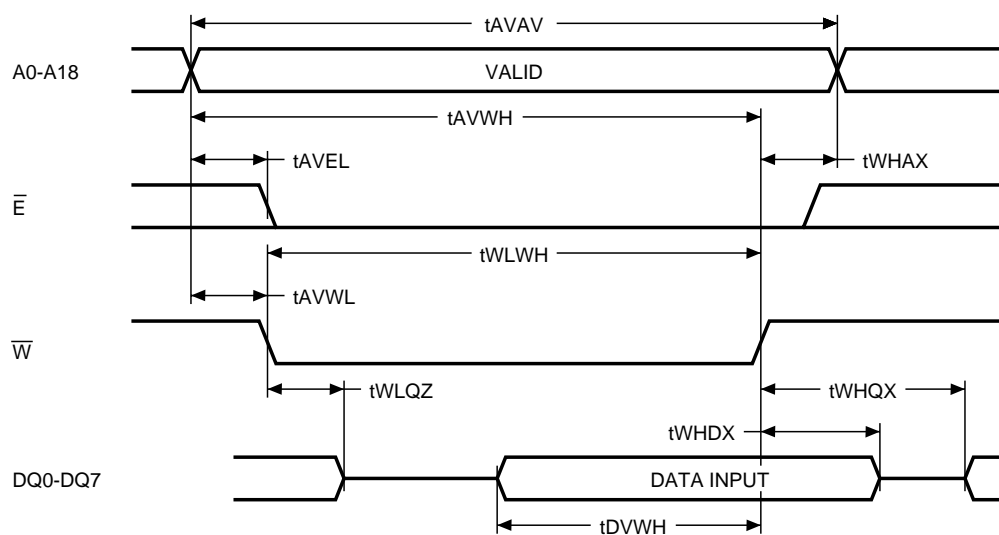 tAVAV
A0-A18
VALID
tAVWH
tAVEL
tWHAX
E
tWLWH
tAVWL
W
tWLQZ
tWHQX
tWHDX
DQ0-DQ7
DATA INPUT
tDVWH